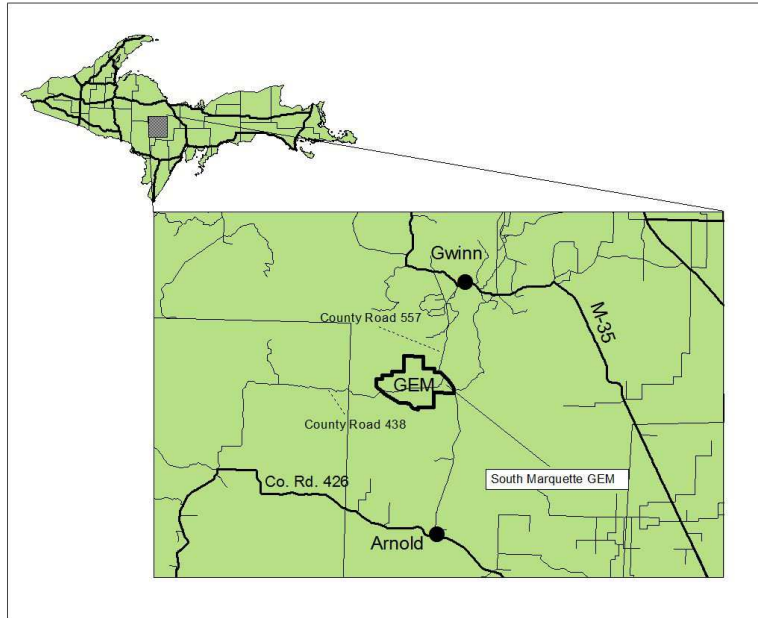 Gwinn
County Road 557
M-35
GEM
County Road 438
South Marquette GEM
Co. Rd. 426
Arnold